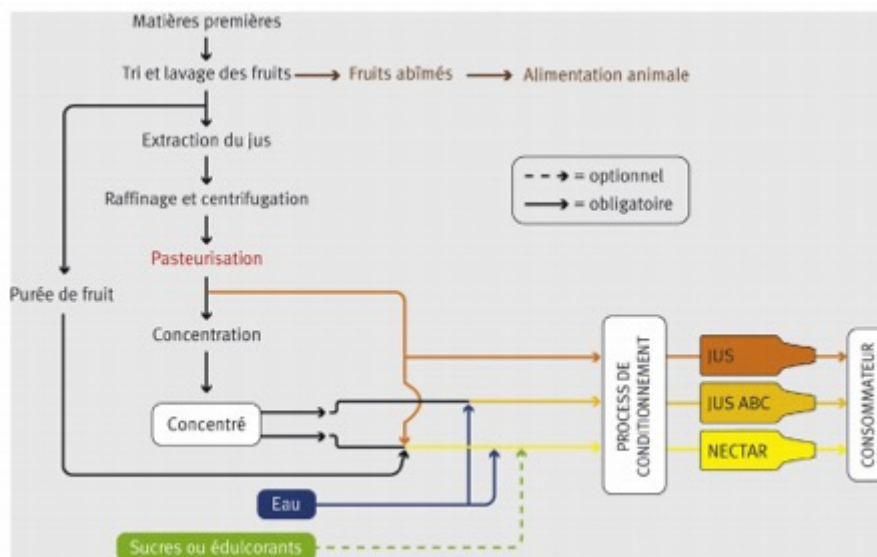 Matières premières
Tri et lavage des fruits
Fruits abîmés
Alimentation animale
Extraction du jus
= optionnel
= obligatoire
Raffinage et centrifugation
Pasteurisation
Purée de fruit
Concentration
Concentré
PROCESS DE
CONDITIONNEMENT
JUS
JUS ABC
NECTAR
CONSOMMATEUR
Eau
Sucres ou édulcorants